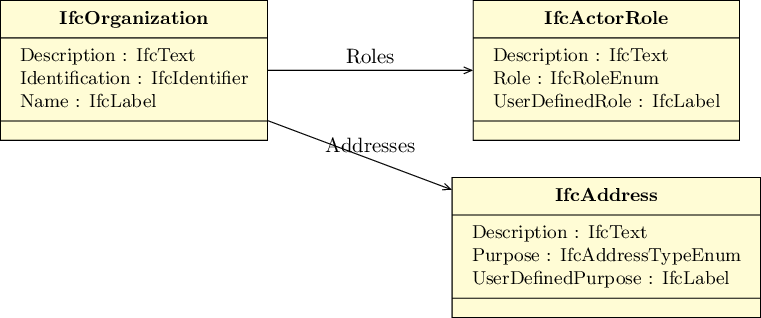 IfcOrganization
Description : IfcText
Identification : IfcIdentifier
Name : IfcLabel
Roles
Addresses
IfcActorRole
Description : IfcText
Role : IfcRoleEnum
UserDefinedRole : IfcLabel
IfcAddress
Description : IfcText
Purpose : IfcAddressTypeEnum
UserDefinedPurpose : IfcLabel